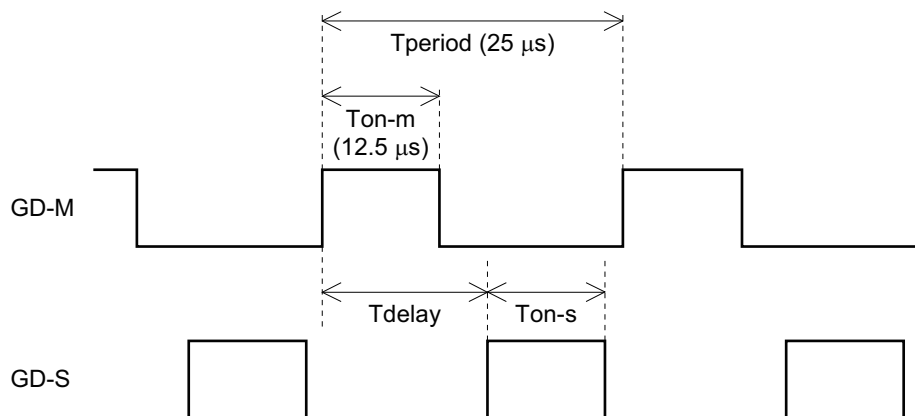 Tperiod (25 μs)
Ton-m
(12.5 μs)
GD-M
Tdelay
Ton-s
GD-S